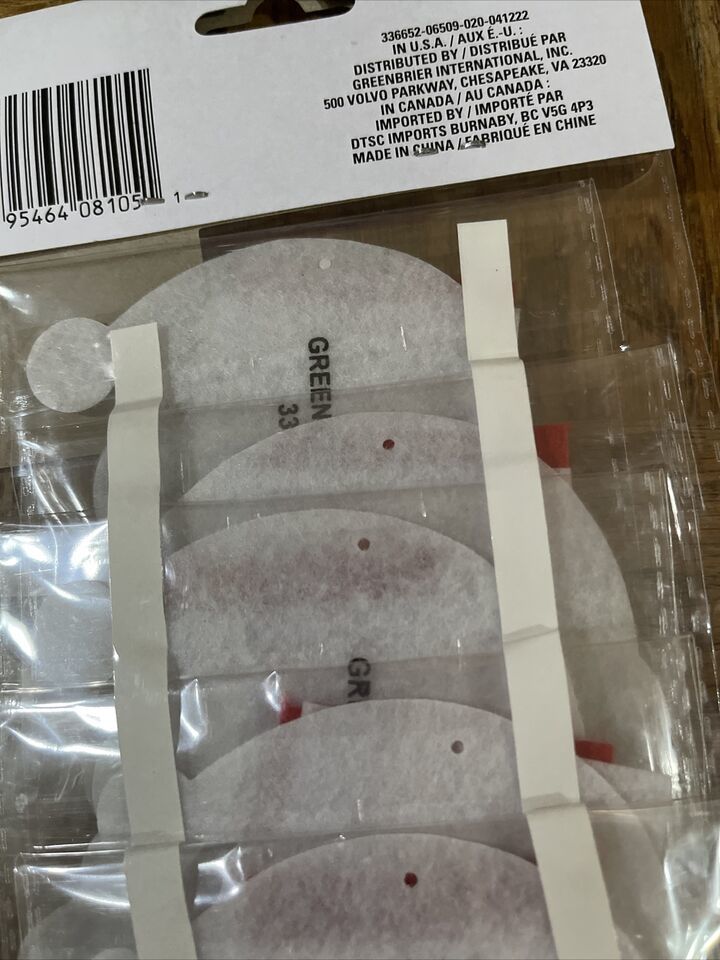 336652-06509-020-041222
IN U.S.A. / AUX É.-U. :
DISTRIBUTED BY / DISTRIBUÉ PAR
GREENBRIER INTERNATIONAL, INC.
500 VOLVO PARKWAY, CHESAPEAKE, VA 23320
IN CANADA / AU CANADA :
IMPORTED BY / IMPORTÉ PAR
DTSC IMPORTS BURNABY, BC V5G 4P3
MADE IN CHINA / FABRIQUÉ EN CHINE
95464 08105 1
GREEN
33
GR